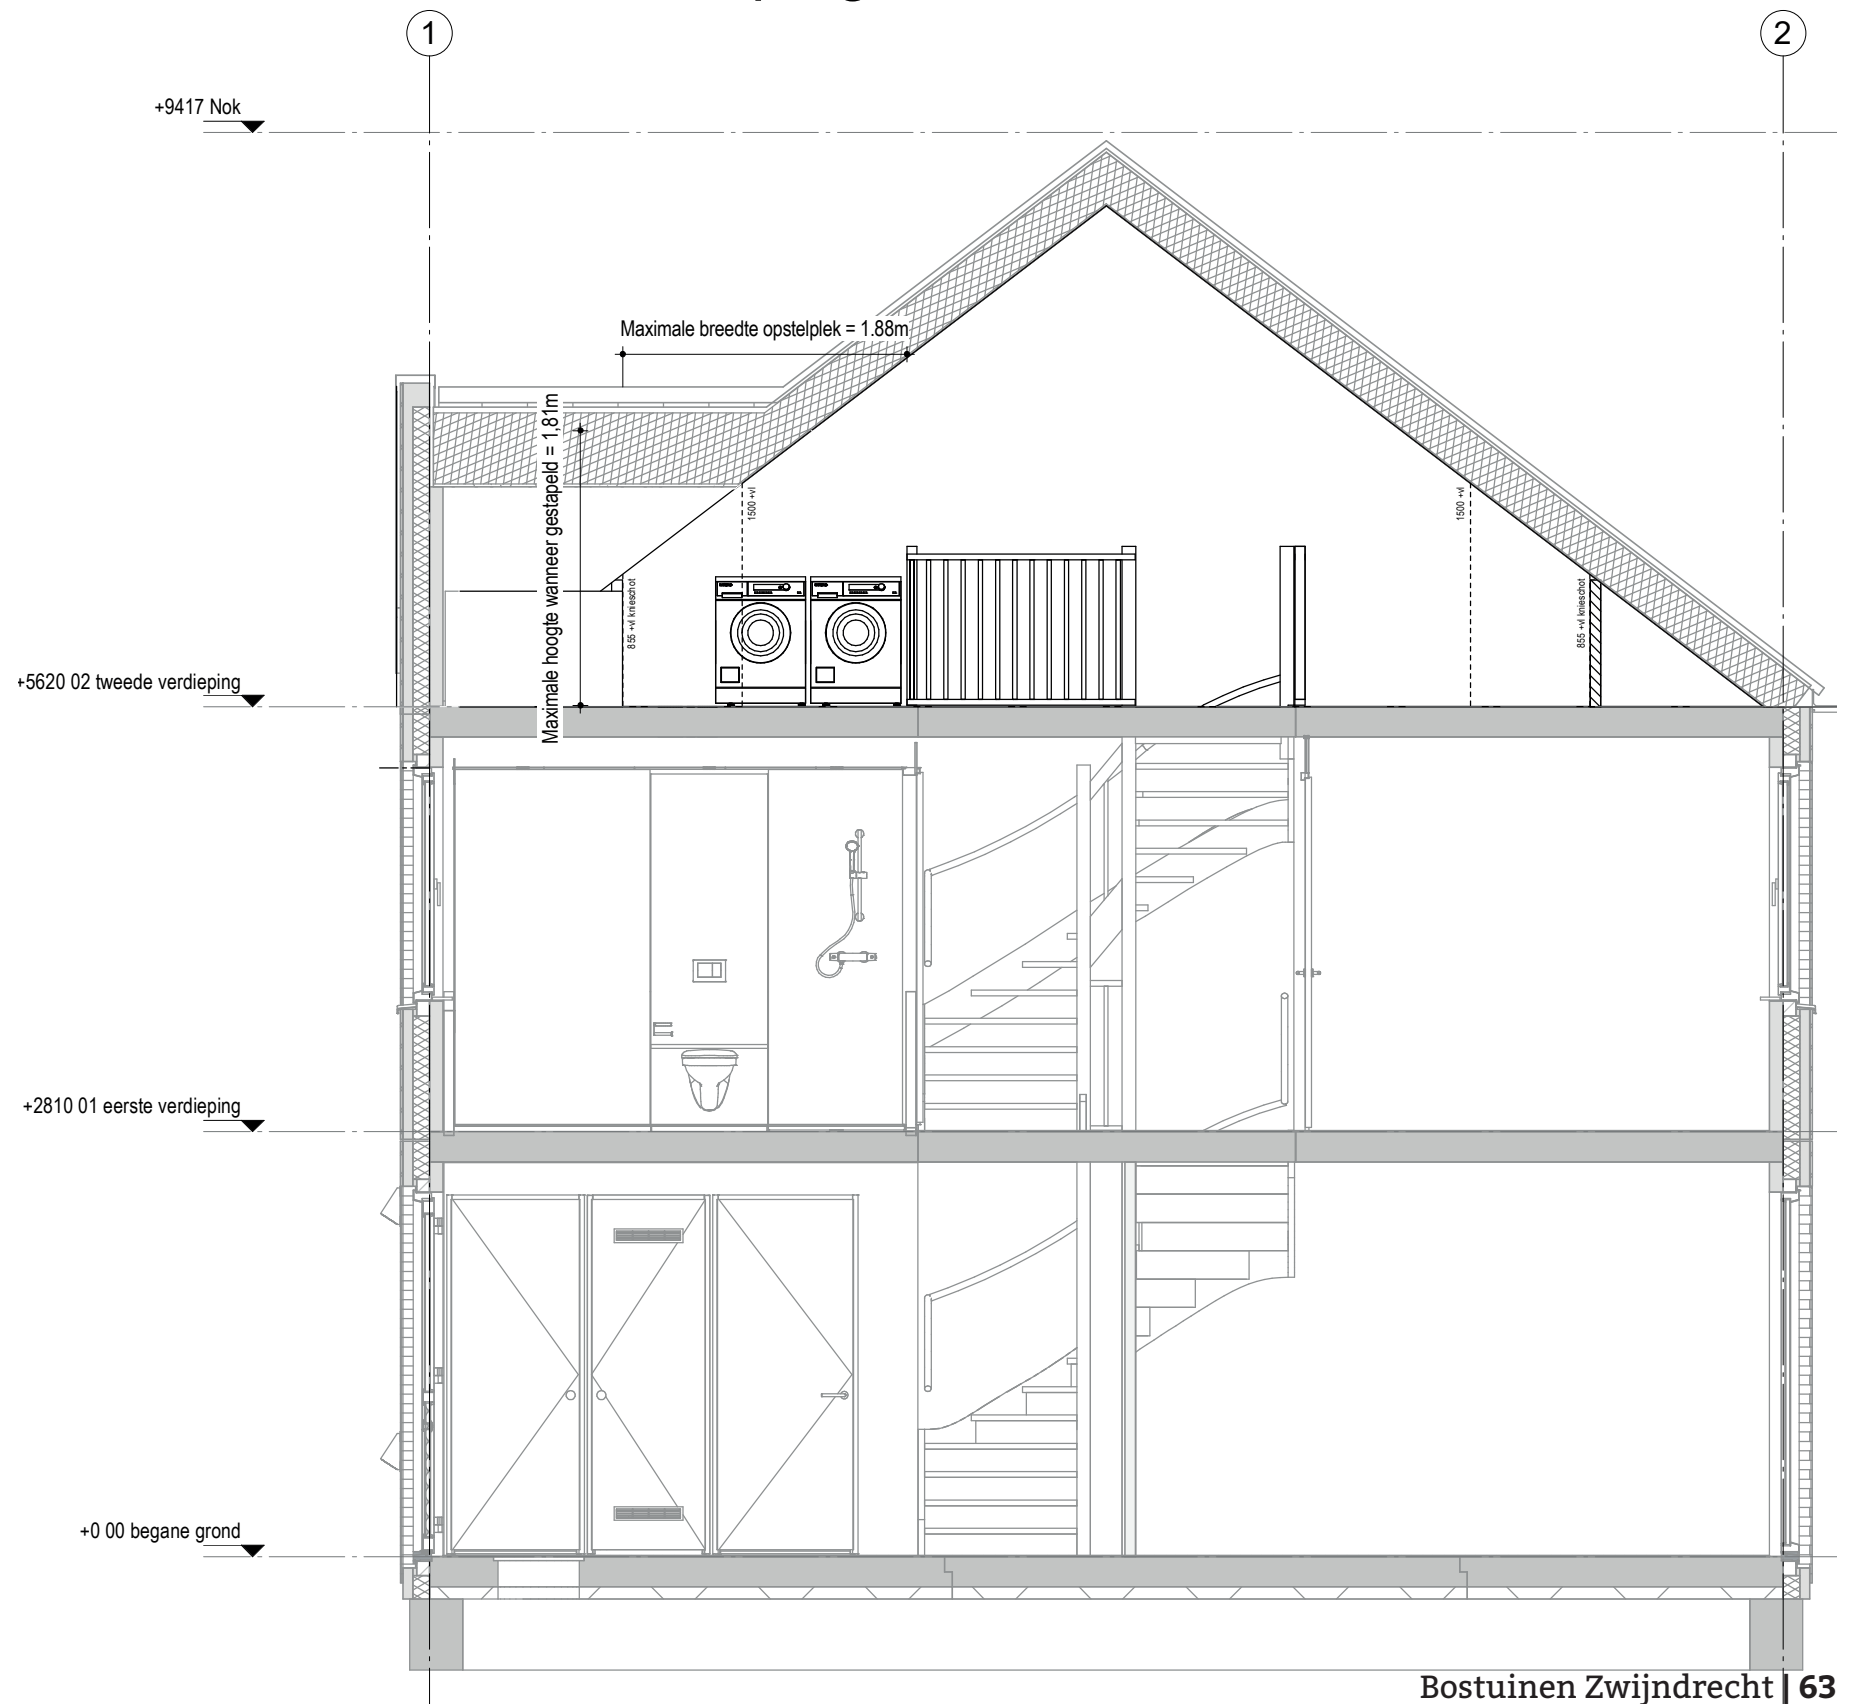 1
2
+9417 Nok
Maximale breedte opstelplek = 1.88m
Maximale hoogte wanneer gestapeld = 1,81m
1500 +vl
1500 +vl
855 +vl knieschot
855 +vl knieschot
+5620 02 tweede verdieping
+2810 01 eerste verdieping
+0 00 begane grond
Bostuinen Zwijndrecht | 63